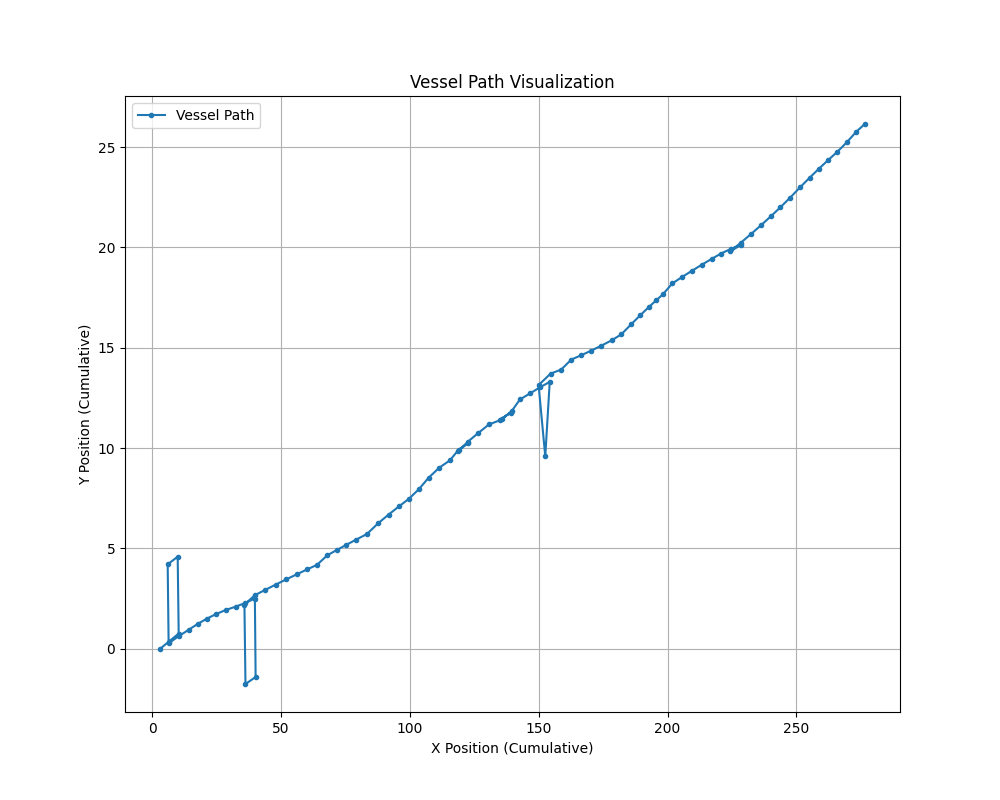 Vessel Path Visualization
Vessel Path
25
20
15
10
5
0
Y Position (Cumulative)
0 50 100 150 200 250
X Position (Cumulative)